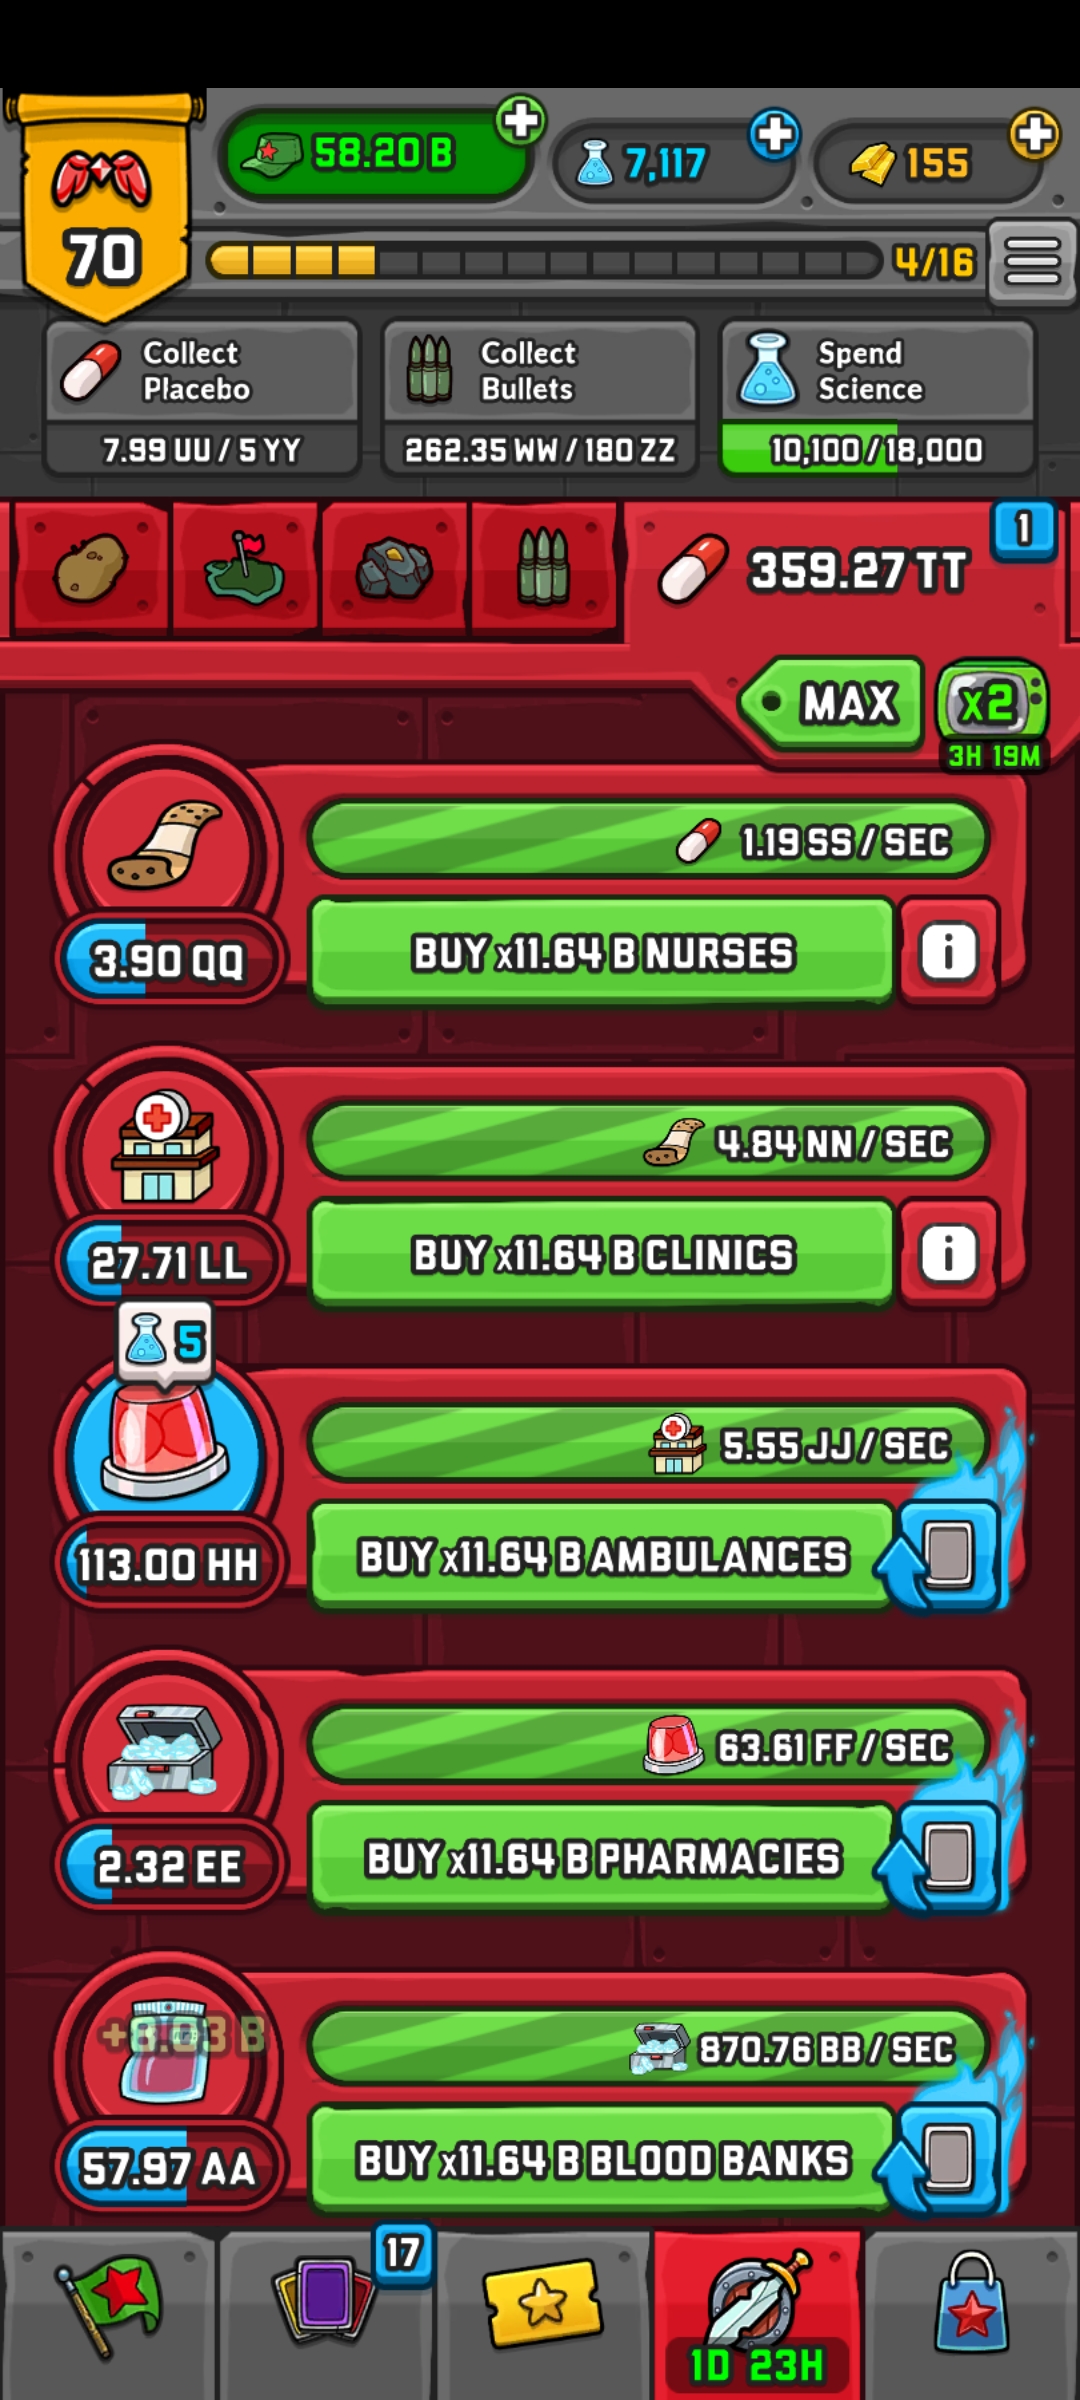 58.20 B
7,117
155
70
4/16
Collect
Placebo
7.99 UU / 5 YY
Collect
Bullets
262.35 WW / 180 ZZ
Spend
Science
10,100 / 18,000
359.27 TT
1
MAX
x2
3H 19M
1.19 SS / SEC
3.90 QQ
BUY x11.64 B NURSES
i
4.84 NN / SEC
27.71 LL
BUY x11.64 B CLINICS
i
5
5.55 JJ / SEC
113.00 HH
BUY x11.64 B AMBULANCES
63.61 FF / SEC
2.32 EE
BUY x11.64 B PHARMACIES
870.76 BB / SEC
57.97 AA
BUY x11.64 B BLOOD BANKS
17
1D 23H